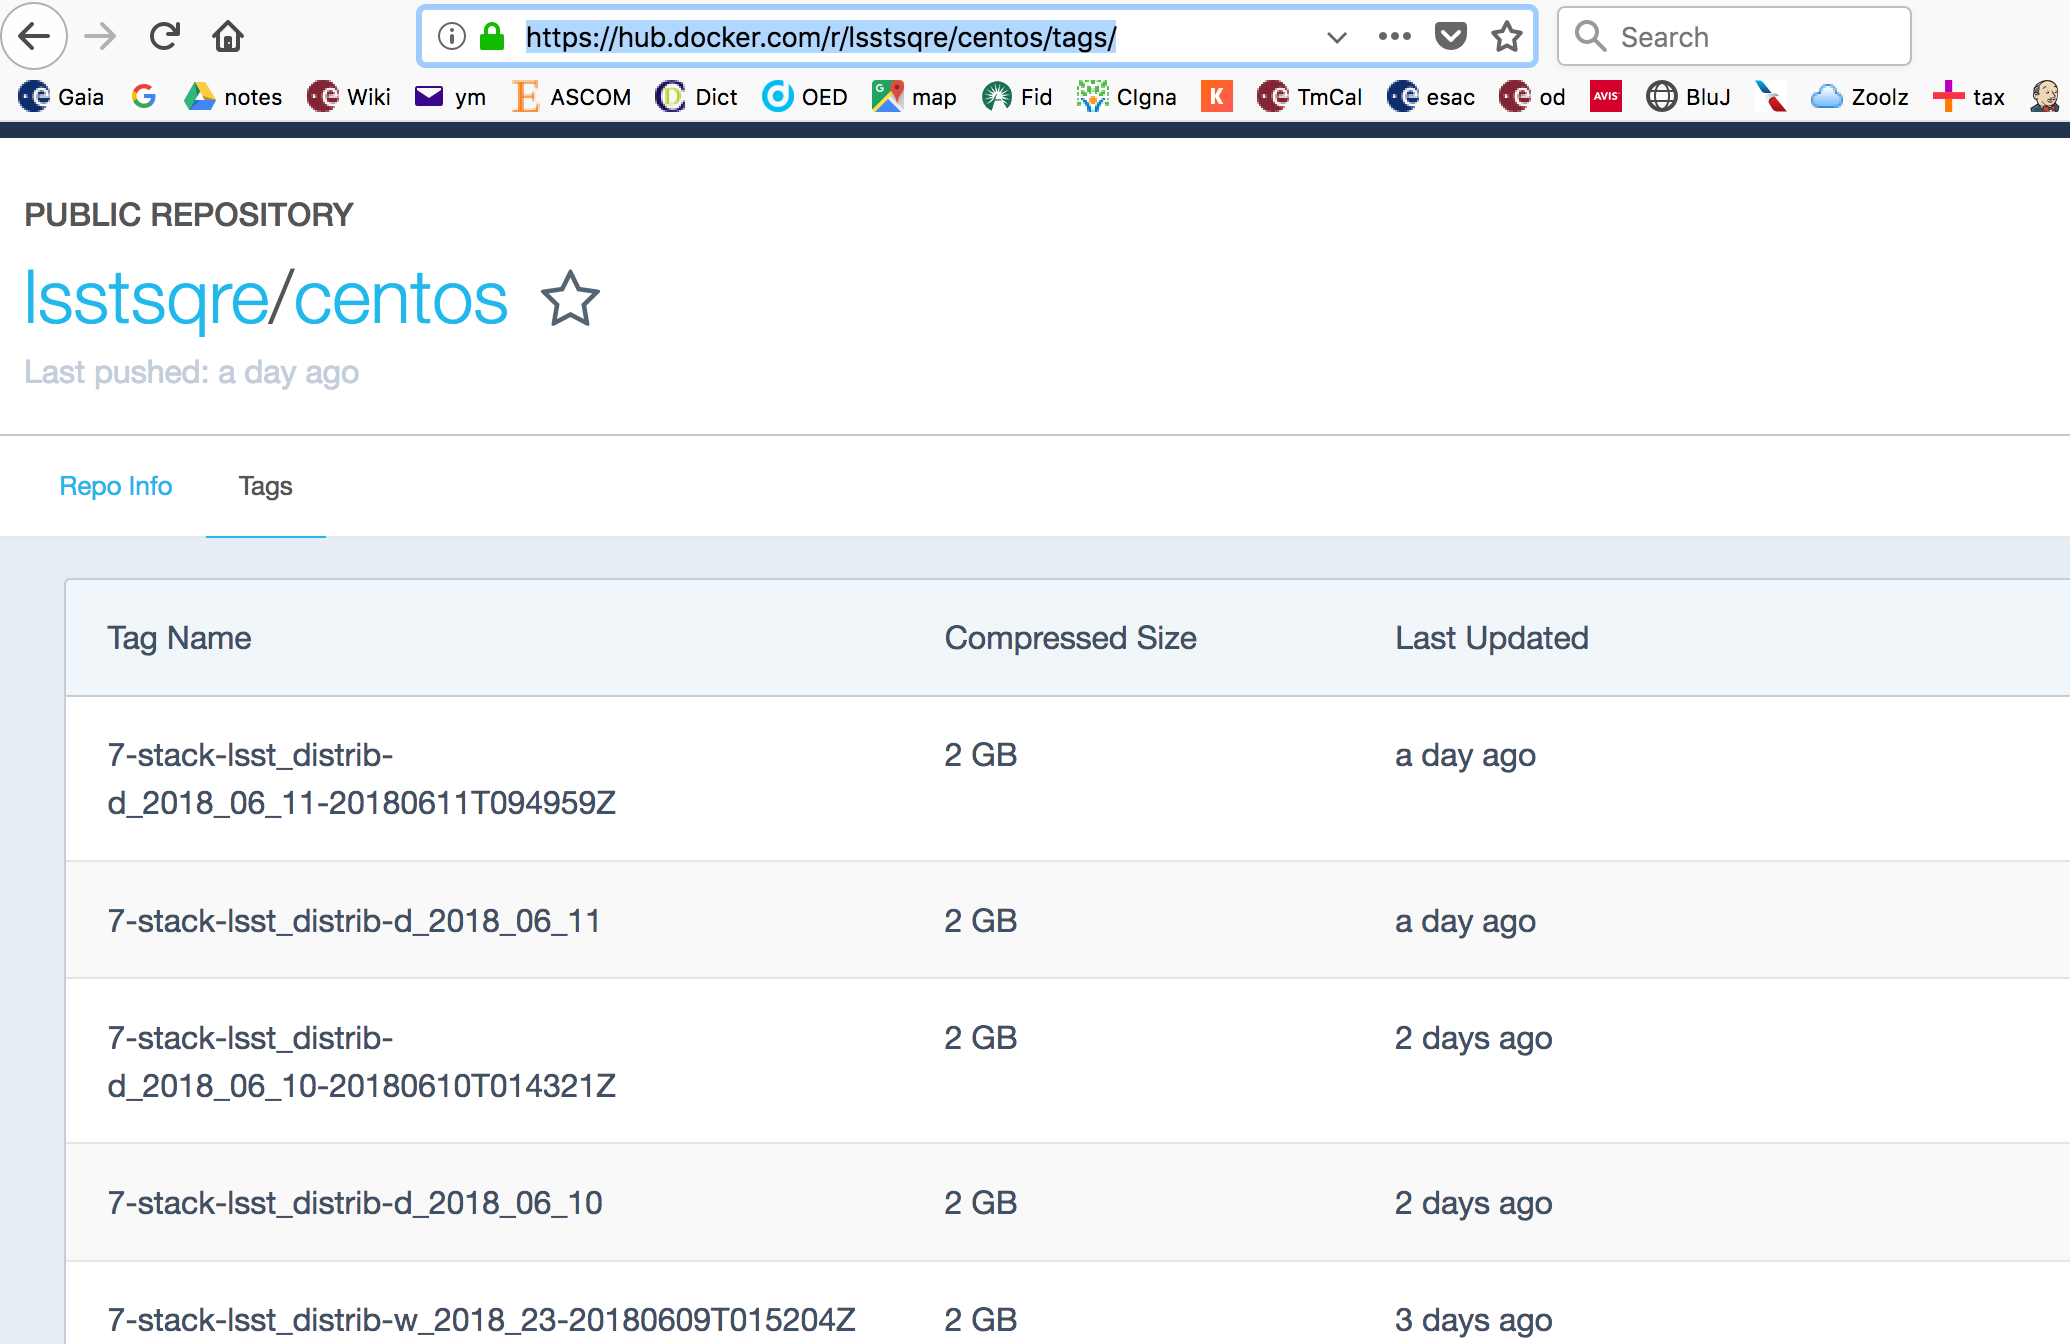 https://hub.docker.com/r/lsstsqre/centos/tags/
Search
Gaia G notes Wiki ym E ASCOM D Dict OED G map Fid CIgna K TmCal esac od AVIS BluJ Zoolz tax
PUBLIC REPOSITORY
lsstsqre/centos
Last pushed: a day ago
Repo Info Tags
Tag Name Compressed Size Last Updated
7-stack-lsst_distrib- 2 GB a day ago
d_2018_06_11-20180611T094959Z
7-stack-lsst_distrib-d_2018_06_11 2 GB a day ago
7-stack-lsst_distrib- 2 GB 2 days ago
d_2018_06_10-20180610T014321Z
7-stack-lsst_distrib-d_2018_06_10 2 GB 2 days ago
7-stack-lsst_distrib-w_2018_23-20180609T015204Z 2 GB 3 days ago